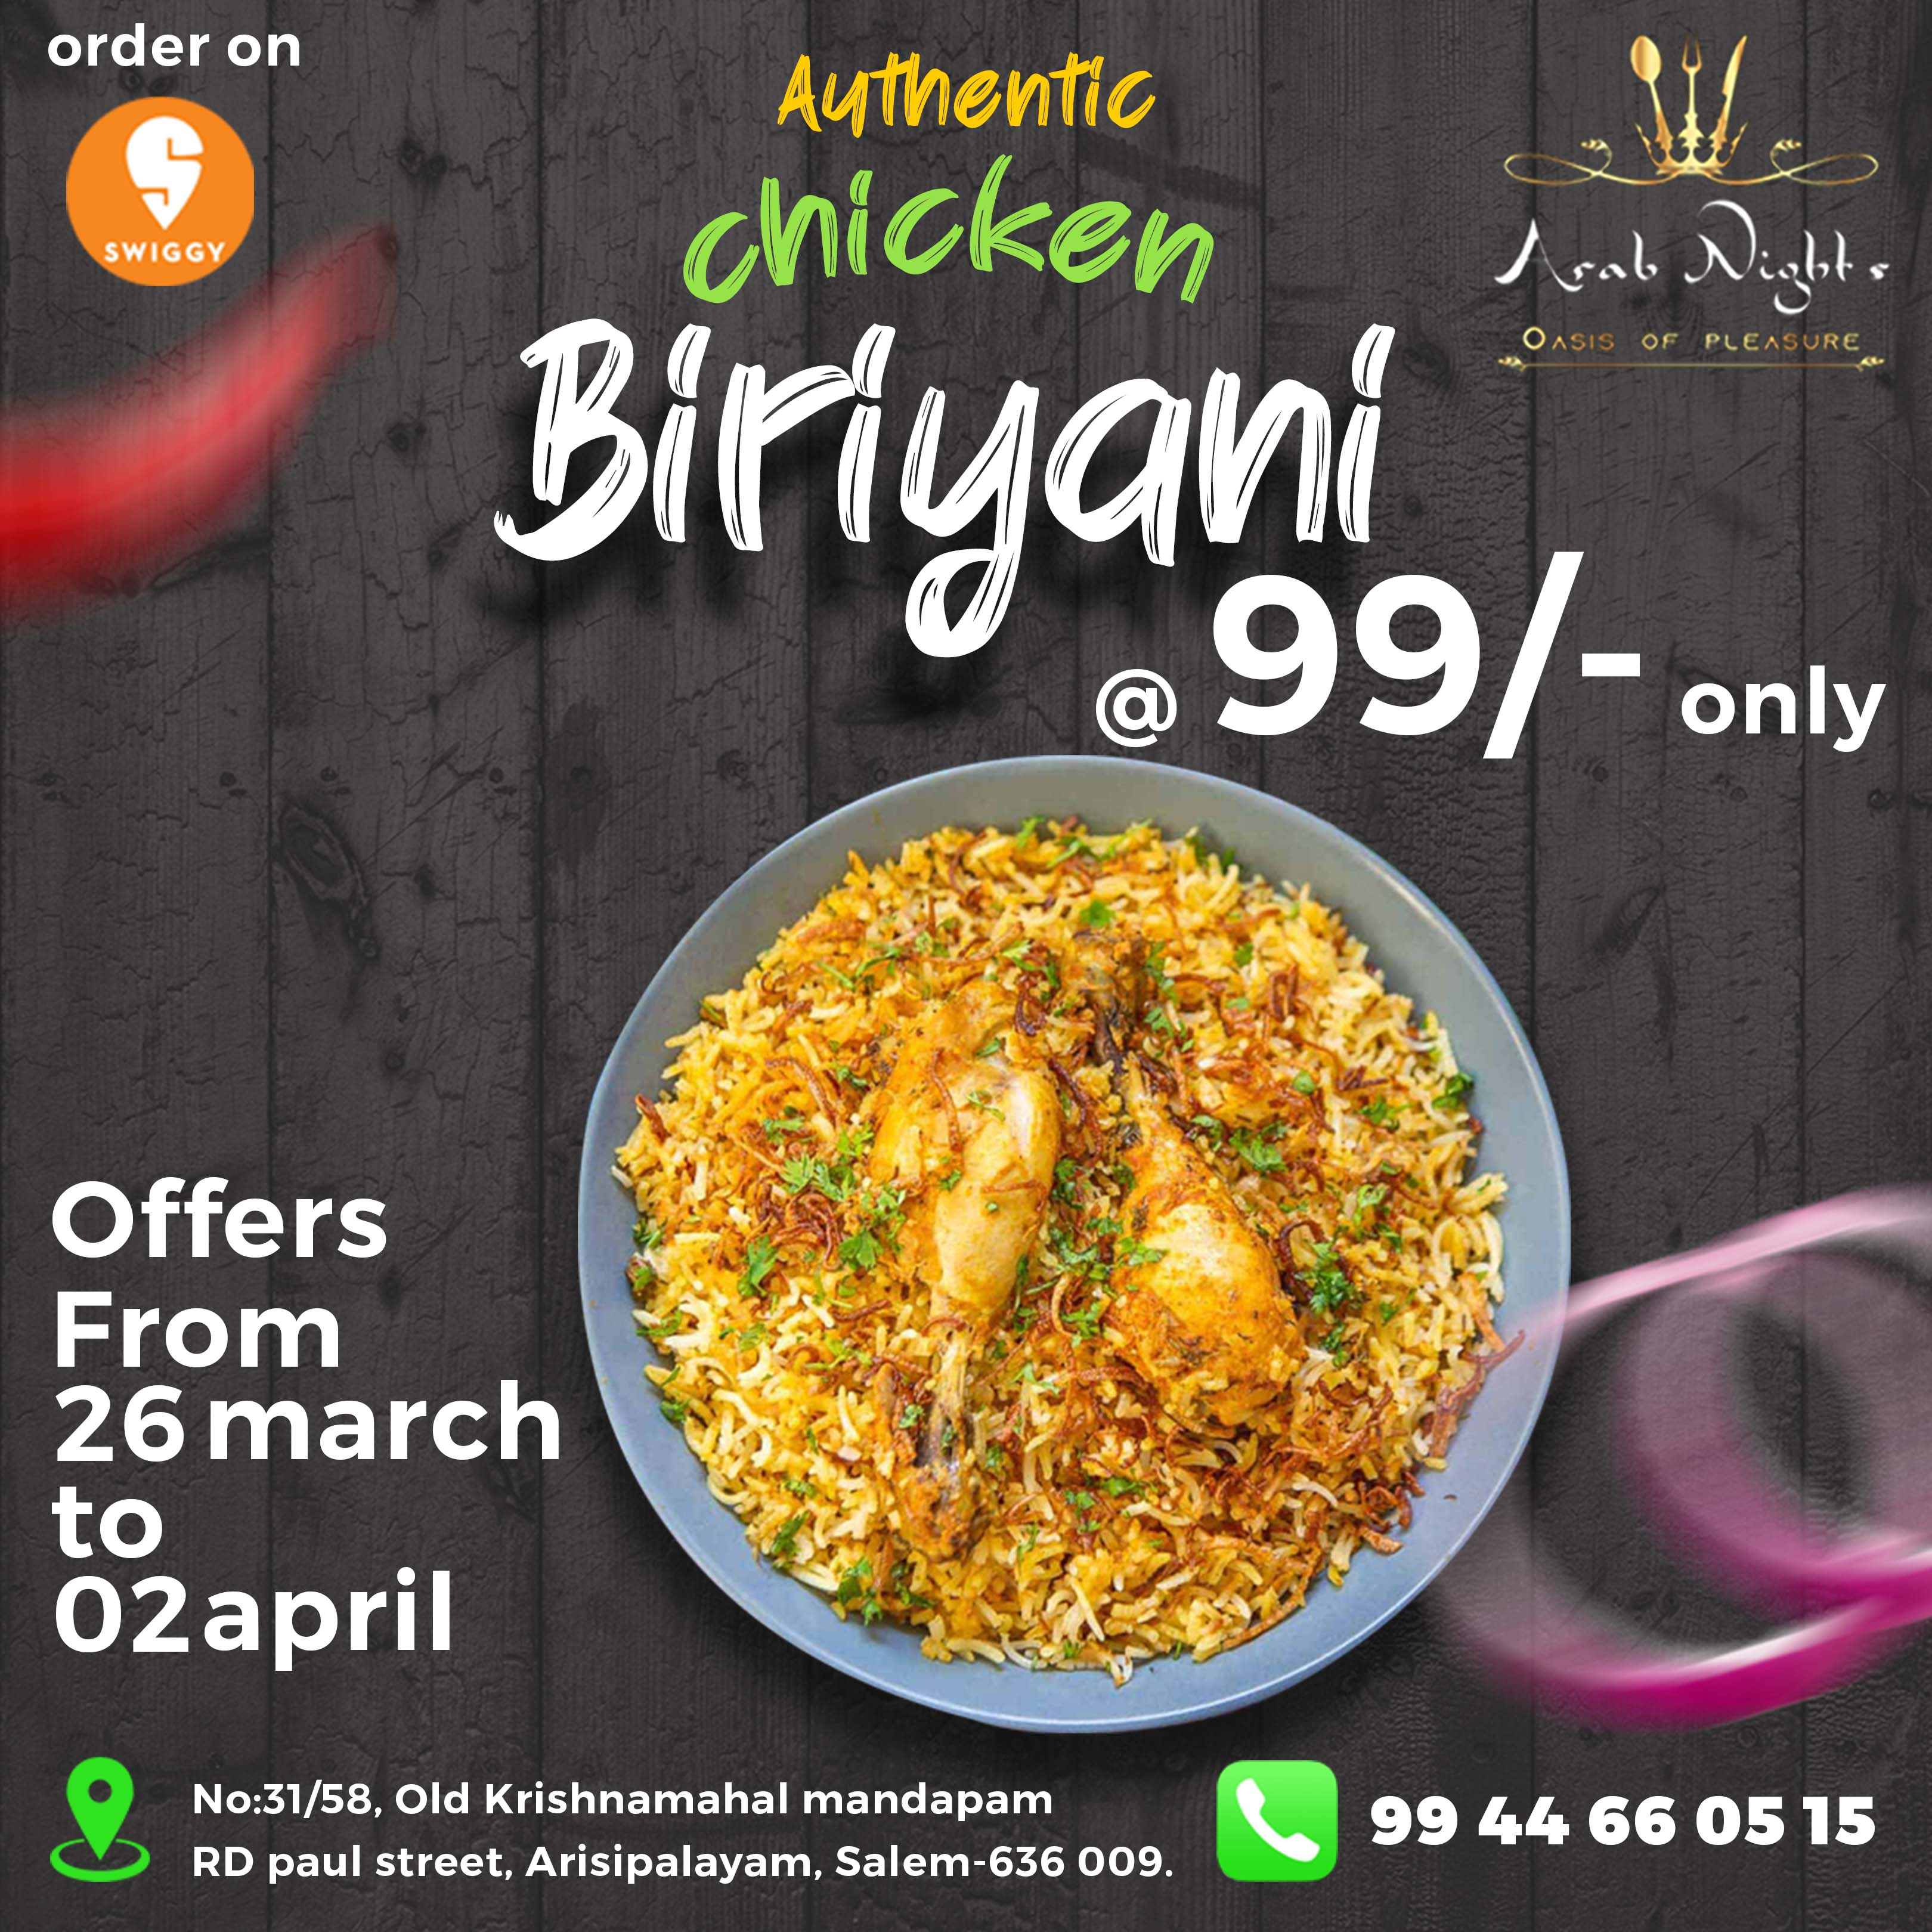 order on
SWIGGY
Authentic
chicken
Biriyani
@ 99/- only
Arab Nights
OASIS OF PLEASURE
Offers
From
26 march
to
02 april
No:31/58, Old Krishnamahal mandapam
RD paul street, Arisipalayam, Salem-636 009.
99 44 66 05 15